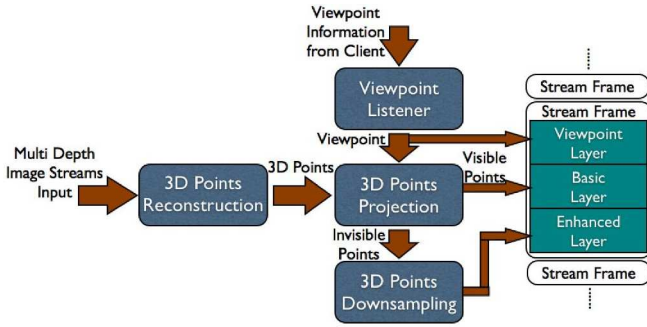 Viewpoint
Information
from Client
Viewpoint
Listener
Stream Frame
Stream Frame
Viewpoint
Layer
Viewpoint
Visible
Points
Basic
Layer
Multi Depth
Image Streams
Input
3D Points
Reconstruction
3D Points
3D Points
Projection
Invisible
Points
Enhanced
Layer
3D Points
Downsampling
Stream Frame